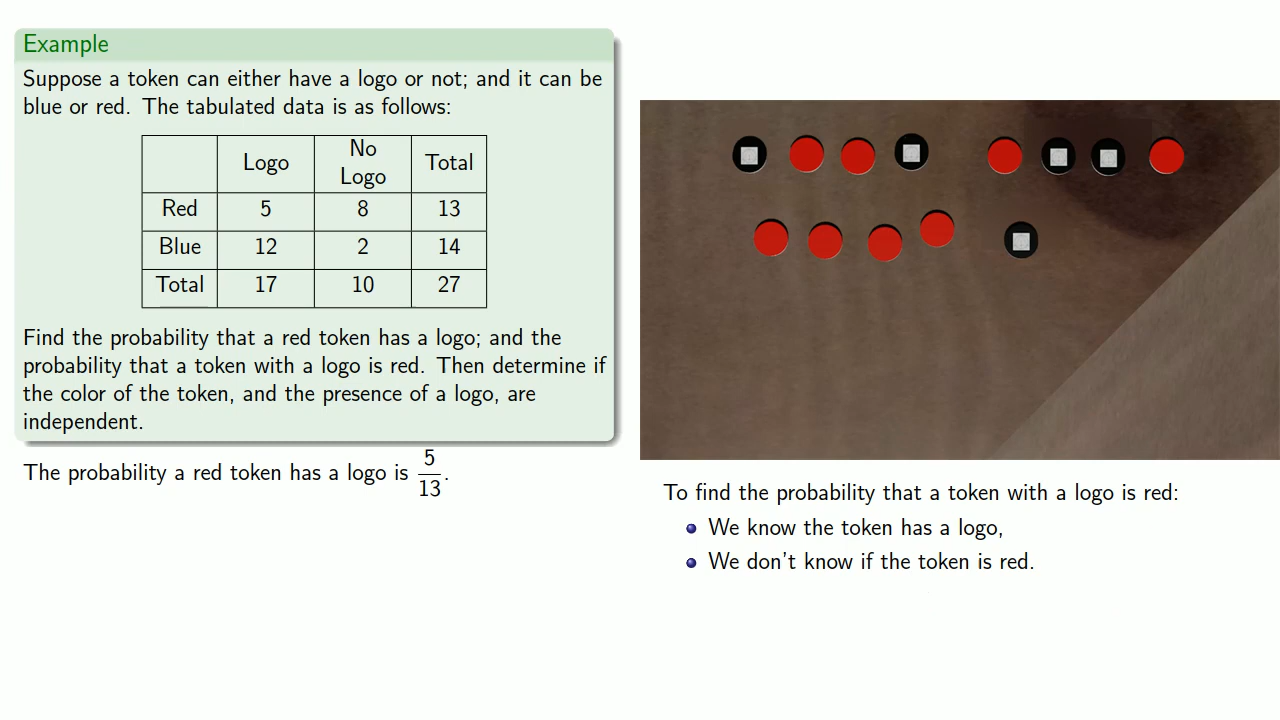 Example
Suppose a token can either have a logo or not; and it can be
blue or red. The tabulated data is as follows:
Logo No Logo Total
Red 5 8 13
Blue 12 2 14
Total 17 10 27
Find the probability that a red token has a logo; and the
probability that a token with a logo is red. Then determine if
the color of the token, and the presence of a logo, are
independent.
The probability a red token has a logo is 5/13.
To find the probability that a token with a logo is red:
We know the token has a logo,
We don't know if the token is red.